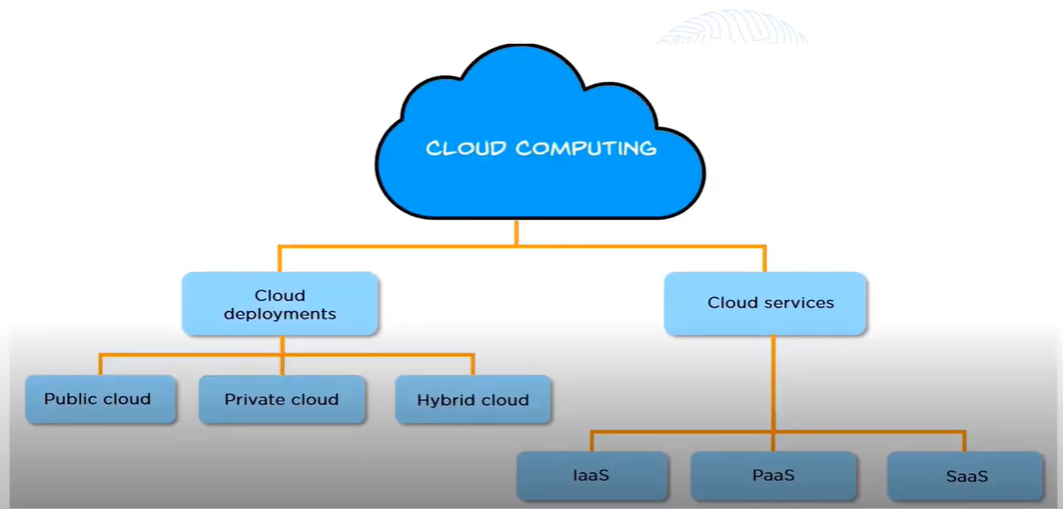 CLOUD COMPUTING
Cloud
deployments
Cloud services
Public cloud
Private cloud
Hybrid cloud
IaaS
PaaS
SaaS